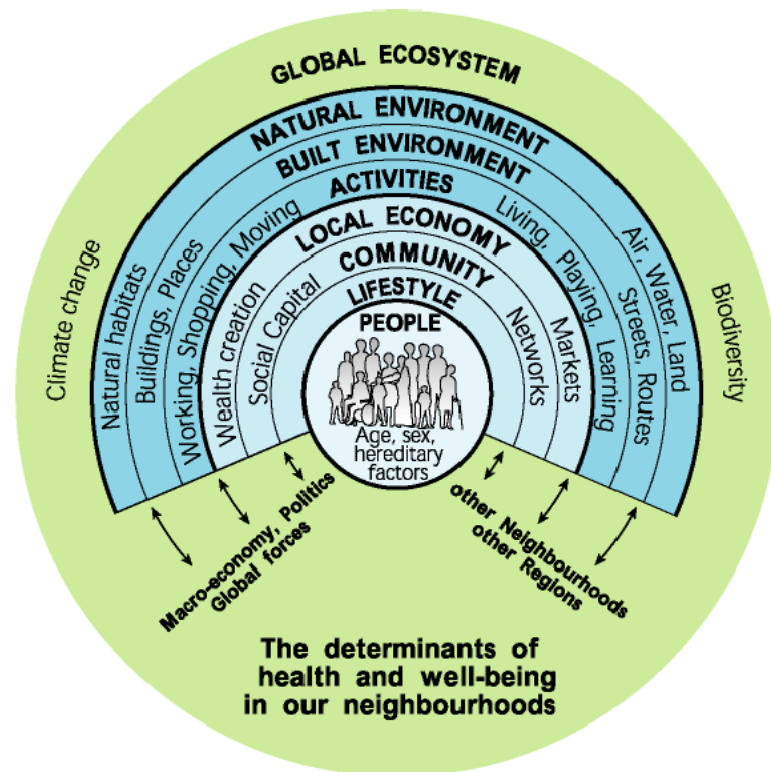 GLOBAL ECOSYSTEM
NATURAL ENVIRONMENT
BUILT ENVIRONMENT
ACTIVITIES
LOCAL ECONOMY
COMMUNITY
LIFESTYLE
PEOPLE
Age, sex,
hereditary
factors
Climate change
Natural habitats
Buildings, Places
Working, Shopping, Moving
Wealth creation
Social Capital
Networks
Markets
Living, Playing, Learning
Streets, Routes
Air, Water, Land
Biodiversity
Macro-economy, Politics
Global forces
other Neighbourhoods
other Regions
The determinants of
health and well-being
in our neighbourhoods